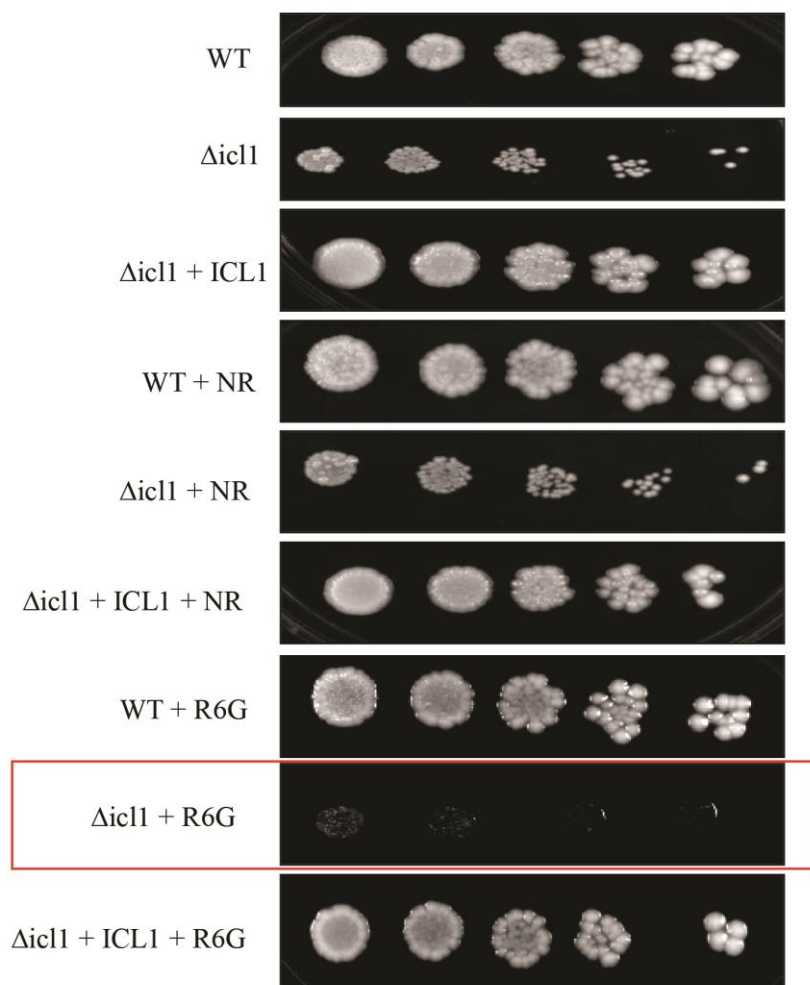 WT
Δicl1
Δicl1 + ICL1
WT + NR
Δicl1 + NR
Δicl1 + ICL1 + NR
WT + R6G
Δicl1 + R6G
Δicl1 + ICL1 + R6G